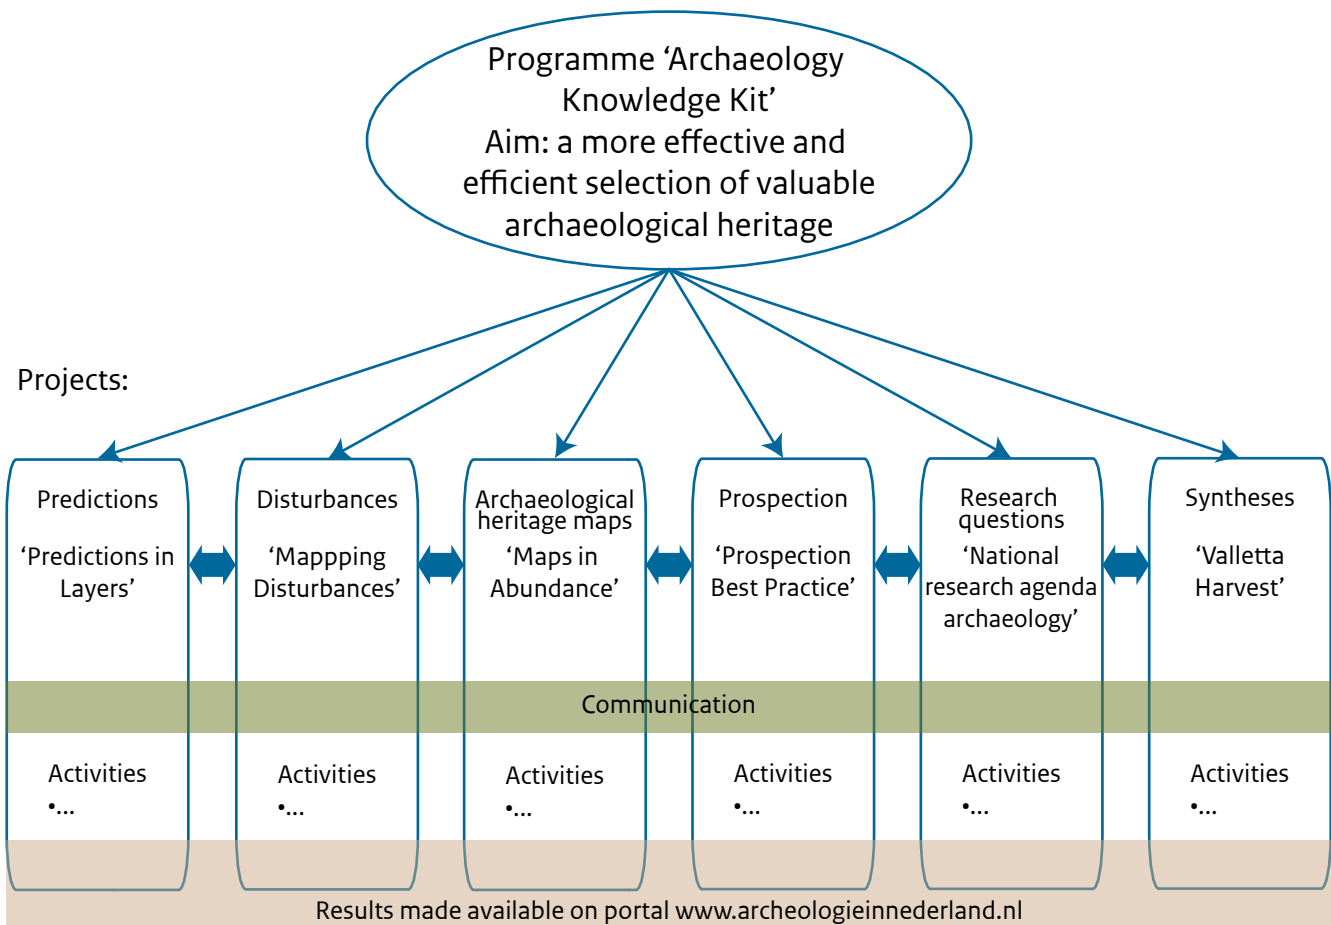 Programme ‘Archaeology
Knowledge Kit’
Aim: a more effective and
efficient selection of valuable
archaeological heritage
Projects:
Predictions
‘Predictions in
Layers’
Disturbances
‘Mappping
Disturbances’
Archaeological
heritage maps
‘Maps in
Abundance’
Prospection
‘Prospection
Best Practice’
Research
questions
‘National
research agenda
archaeology’
Syntheses
‘Valletta
Harvest’
Communication
Activities
•...
Activities
•...
Activities
•...
Activities
•...
Activities
•...
Activities
•...
Results made available on portal www.archeologieinnederland.nl